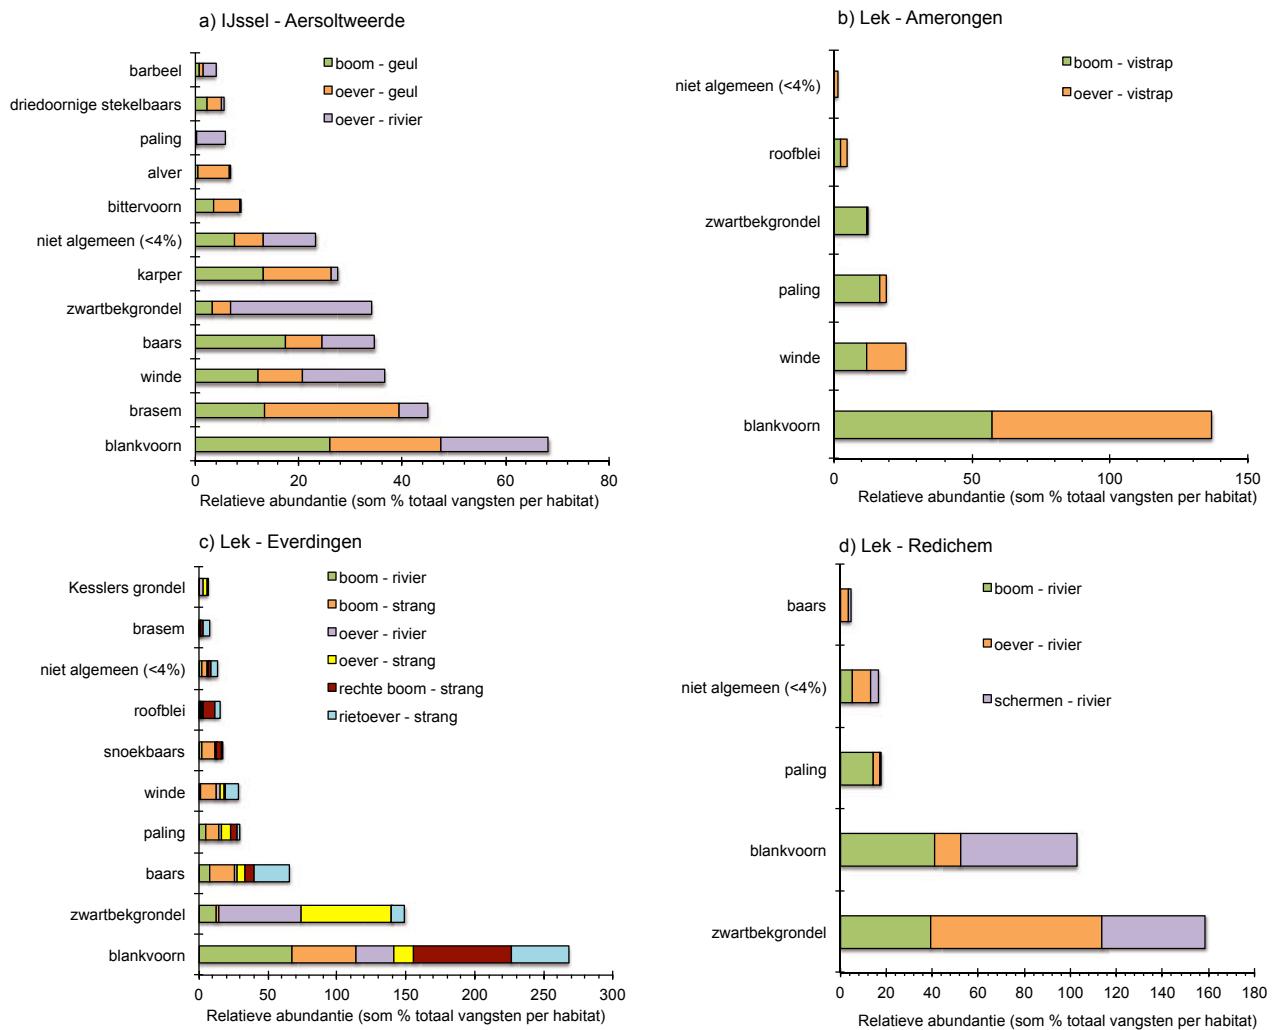 a) IJssel - Aersoltweerde
boom - geul
oever - geul
oever - rivier
barbeel
driedoornige stekelbaars
paling
alver
bittervoorn
niet algemeen (<4%)
karper
zwartbekgrondel
baars
winde
brasem
blankvoorn
0 20 40 60 80
Relatieve abundantie (som % totaal vangsten per habitat)
b) Lek - Amerongen
boom - vistrap
oever - vistrap
niet algemeen (<4%)
roofblei
zwartbekgrondel
paling
winde
blankvoorn
0 50 100 150
Relatieve abundantie (som % totaal vangsten per habitat)
c) Lek - Everdingen
boom - rivier
boom - strang
oever - rivier
oever - strang
rechte boom - strang
rietoever - strang
Kesslers grondel
brasem
niet algemeen (<4%)
roofblei
snoekbaars
winde
paling
baars
zwartbekgrondel
blankvoorn
0 50 100 150 200 250 300
Relatieve abundantie (som % totaal vangsten per habitat)
d) Lek - Redichem
boom - rivier
oever - rivier
schermen - rivier
baars
niet algemeen (<4%)
paling
blankvoorn
zwartbekgrondel
0 20 40 60 80 100 120 140 160 180
Relatieve abundantie (som % totaal vangsten per habitat)